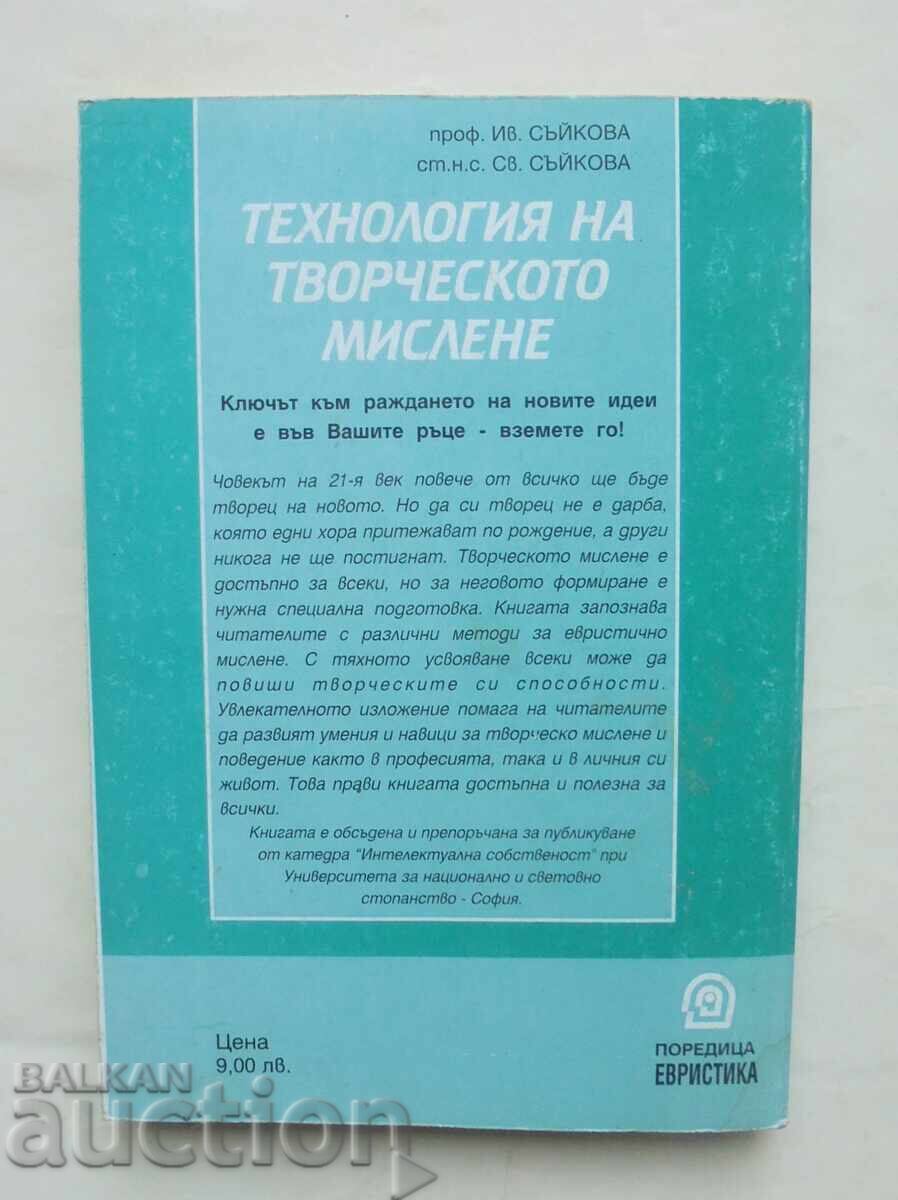 проф. Ив. СЪЙКОВА
ст.н.с. Св. СЪЙКОВА
ТЕХНОЛОГИЯ НА
ТВОРЧЕСКОТО
МИСЛЕНЕ
Ключът към раждането на новите идеи
е във Вашите ръце - вземете го!
Човекът на 21-я век повече от всичко ще бъде
творец на новото. Но да си творец не е дарба,
която едни хора притежават по рождение, а други
никога не ще постигнат. Творческото мислене е
достъпно за всеки, но за неговото формиране е
нужна специална подготовка. Книгата запознава
читателите с различни методи за евристично
мислене. С тяхното усвояване всеки може да
повиши творческите си способности.
Увлекателното изложение помага на читателите
да развият умения и навици за творческо мислене и
поведение както в професията, така и в личния си
живот. Това прави книгата достъпна и полезна за
всички.
Книгата е обсъдена и препоръчана за публикуване
от катедра "Интелектуална собственост" при
Университета за национално и световно
стопанство - София.
Цена
9,00 лв.
ПОРЕДИЦА
ЕВРИСТИКА
BALKAN
auction